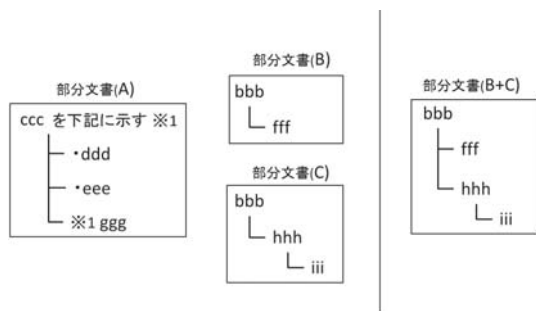 部分文書(A)
ccc を下記に示す ※1
・ddd
・eee
※1 ggg
部分文書(B)
bbb
fff
部分文書(C)
bbb
hhh
iii
部分文書(B+C)
bbb
fff
hhh
iii